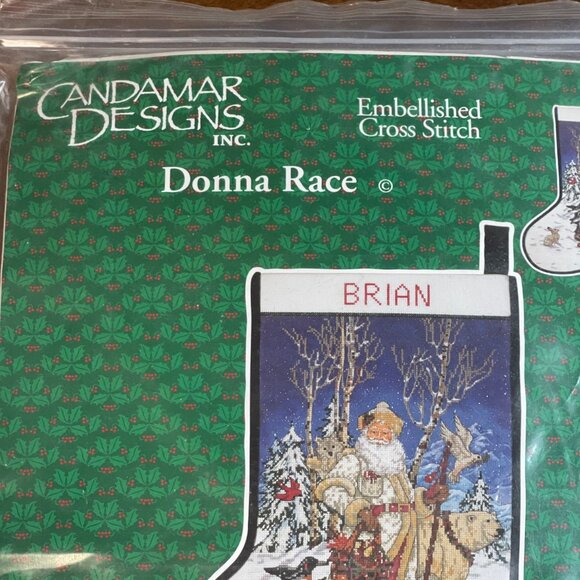 CANDAMAR
DESIGNS
INC.
Embellished
Cross Stitch
Donna Race ©
BRIAN